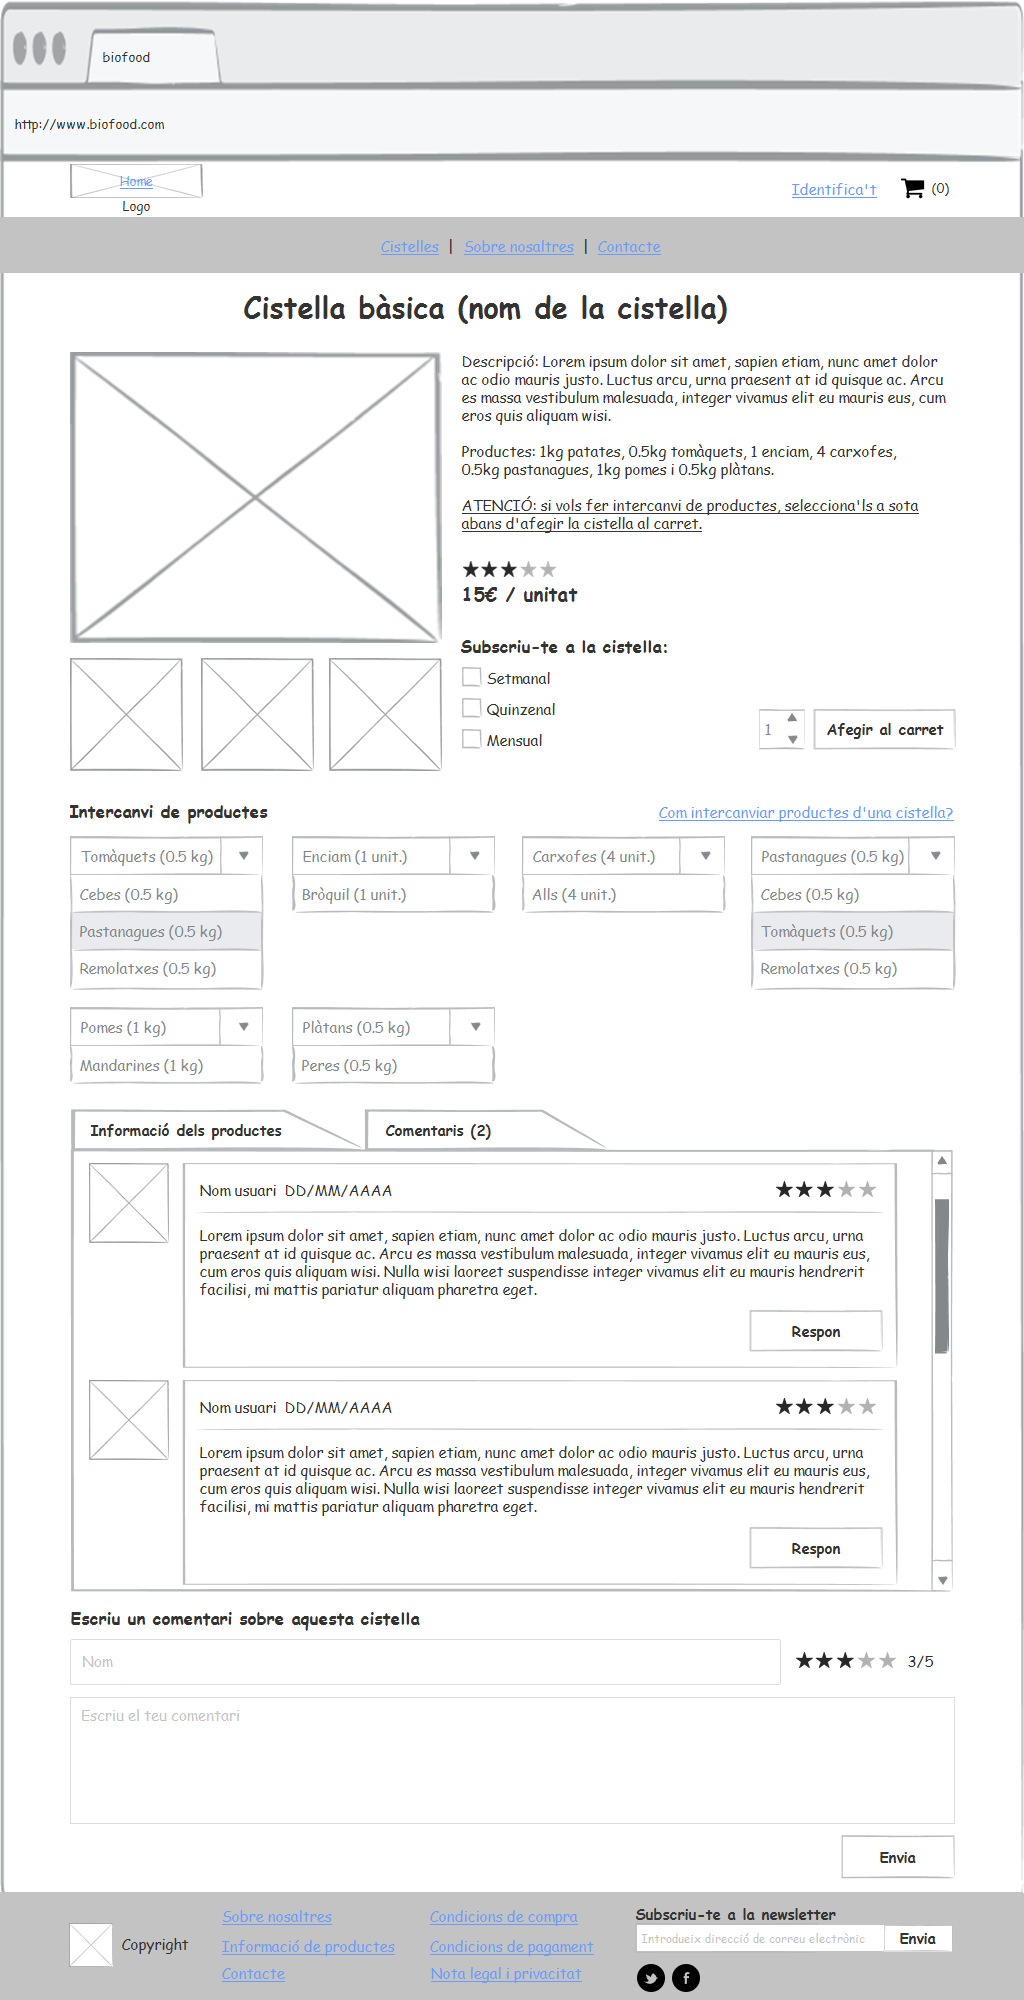 biofood
http://www.biofood.com
Home
Logo
Identifica't
(0)
Cistelles | Sobre nosaltres | Contacte
Cistella bàsica (nom de la cistella)
Descripció: Lorem ipsum dolor sit amet, sapien etiam, nunc amet dolor
ac odio mauris justo. Luctus arcu, urna praesent at id quisque ac. Arcu
es massa vestibulum malesuada, integer vivamus elit eu mauris eus, cum
eros quis aliquam wisi.
Productes: 1kg patates, 0.5kg tomàquets, 1 enciam, 4 carxofes,
0.5kg pastanagues, 1kg pomes i 0.5kg plàtans.
ATENCIÓ: si vols fer intercanvi de productes, selecciona'ls a sota
abans d'afegir la cistella al carret.
15€ / unitat
Subscriu-te a la cistella:
Setmanal
Quinzenal
Mensual
1
Afegir al carret
Intercanvi de productes
Com intercanviar productes d'una cistella?
Tomàquets (0.5 kg)
Cebes (0.5 kg)
Pastanagues (0.5 kg)
Remolatxes (0.5 kg)
Enciam (1 unit.)
Bròquil (1 unit.)
Carxofes (4 unit.)
Alls (4 unit.)
Pastanagues (0.5 kg)
Cebes (0.5 kg)
Tomàquets (0.5 kg)
Remolatxes (0.5 kg)
Pomes (1 kg)
Mandarines (1 kg)
Plàtans (0.5 kg)
Peres (0.5 kg)
Informació dels productes
Comentaris (2)
Nom usuari DD/MM/AAAA
Lorem ipsum dolor sit amet, sapien etiam, nunc amet dolor ac odio mauris justo. Luctus arcu, urna
praesent at id quisque ac. Arcu es massa vestibulum malesuada, integer vivamus elit eu mauris eus,
cum eros quis aliquam wisi. Nulla wisi laoreet suspendisse integer vivamus elit eu mauris hendrerit
facilisi, mi mattis pariatur aliquam pharetra eget.
Respon
Nom usuari DD/MM/AAAA
Lorem ipsum dolor sit amet, sapien etiam, nunc amet dolor ac odio mauris justo. Luctus arcu, urna
praesent at id quisque ac. Arcu es massa vestibulum malesuada, integer vivamus elit eu mauris eus,
cum eros quis aliquam wisi. Nulla wisi laoreet suspendisse integer vivamus elit eu mauris hendrerit
facilisi, mi mattis pariatur aliquam pharetra eget.
Respon
Escriu un comentari sobre aquesta cistella
Nom
3/5
Escriu el teu comentari
Envia
Copyright
Sobre nosaltres
Informació de productes
Contacte
Condicions de compra
Condicions de pagament
Nota legal i privacitat
Subscriu-te a la newsletter
Introdueix direcció de correu electrònic
Envia